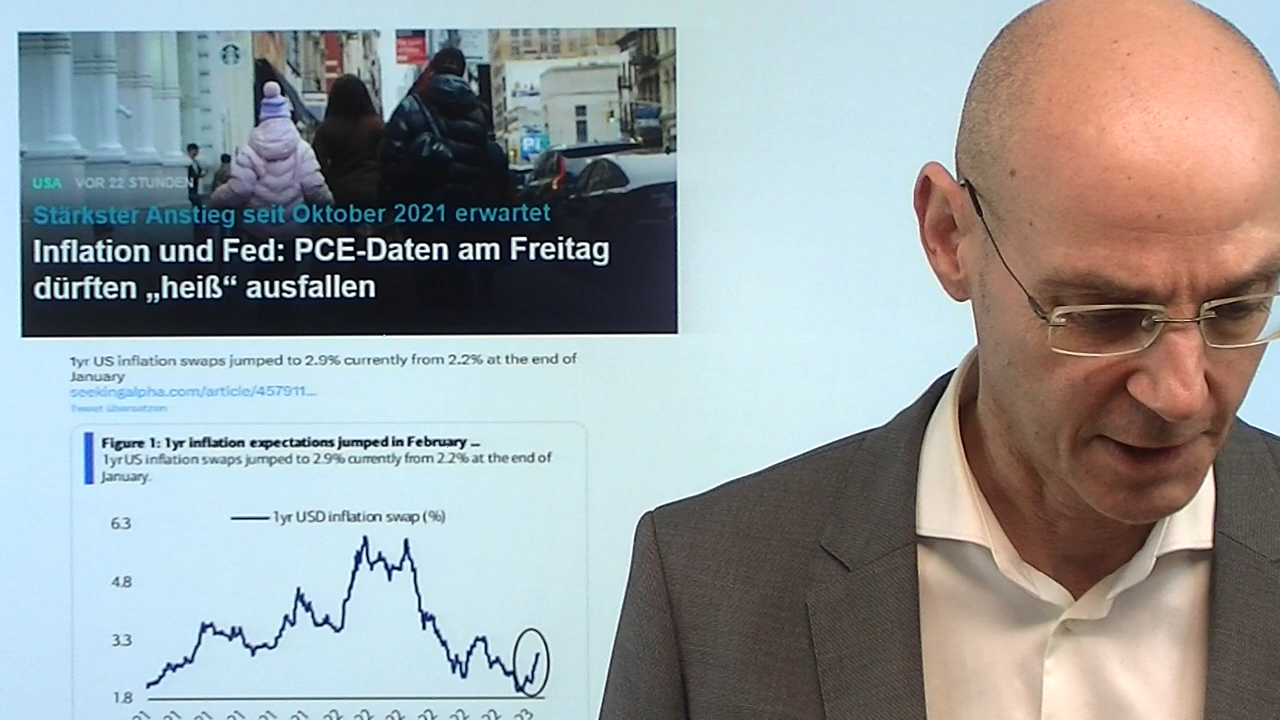 USA VOR 22 STUNDEN
Stärkster Anstieg seit Oktober 2021 erwartet
Inflation und Fed: PCE-Daten am Freitag
dürften „heiß“ ausfallen
1yr US inflation swaps jumped to 2.9% currently from 2.2% at the end of
January
seekingalpha.com/article/457911...
Tweet übersetzen
Figure 1: 1yr inflation expectations jumped in February ...
1yr US inflation swaps jumped to 2.9% currently from 2.2% at the end of
January.
1yr USD inflation swap (%)
6.3
4.8
3.3
1.8